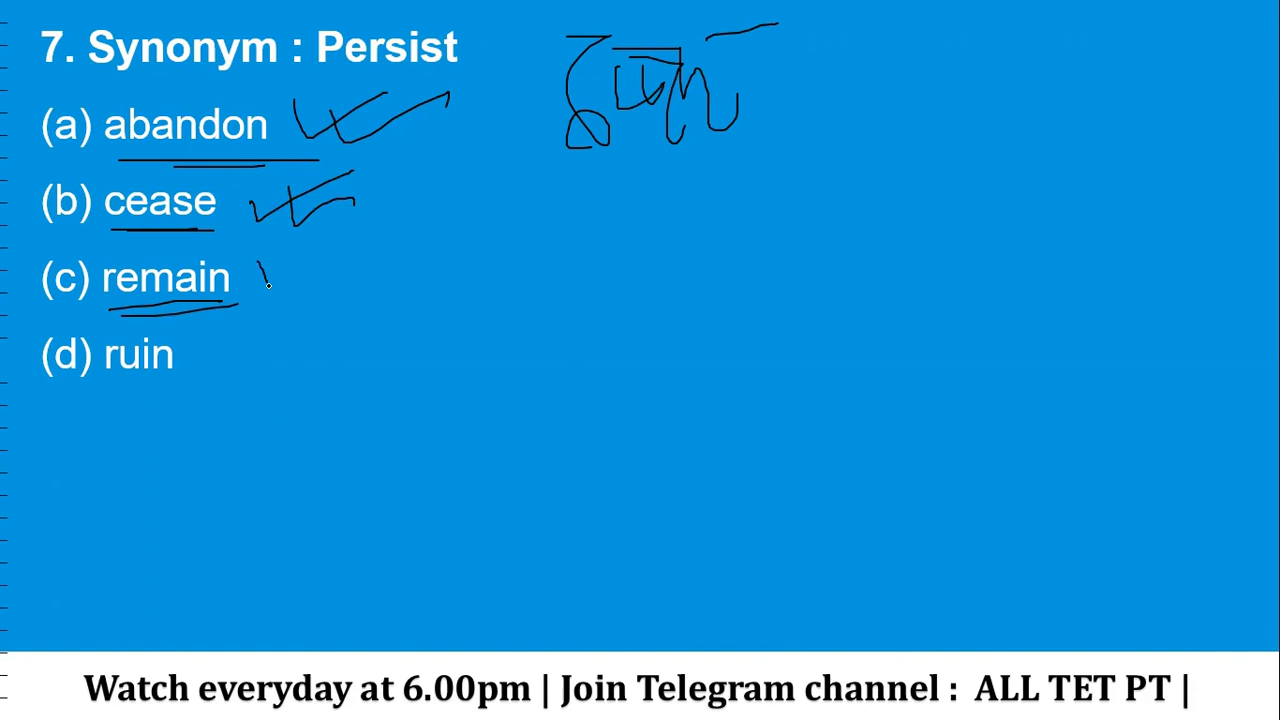 7. Synonym : Persist
(a) abandon
(b) cease
(c) remain
(d) ruin
Watch everyday at 6.00pm | Join Telegram channel : ALL TET PT |